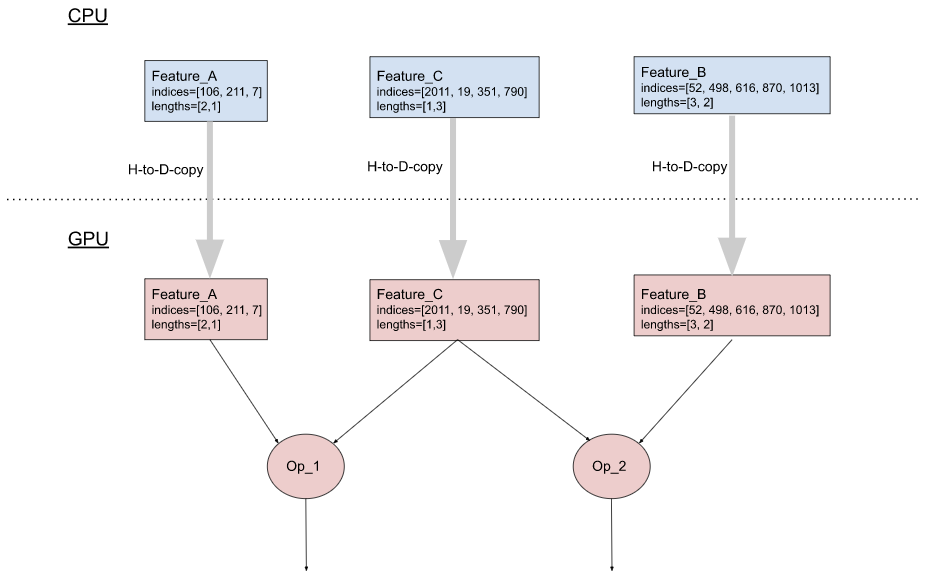 CPU
Feature_A
indices=[106, 211, 7]
lengths=[2,1]
Feature_C
indices=[2011, 19, 351, 790]
lengths=[1,3]
Feature_B
indices=[52, 498, 616, 870, 1013]
lengths=[3, 2]
H-to-D-copy
H-to-D-copy
H-to-D-copy
GPU
Feature_A
indices=[106, 211, 7]
lengths=[2,1]
Feature_C
indices=[2011, 19, 351, 790]
lengths=[1,3]
Feature_B
indices=[52, 498, 616, 870, 1013]
lengths=[3, 2]
Op_1
Op_2